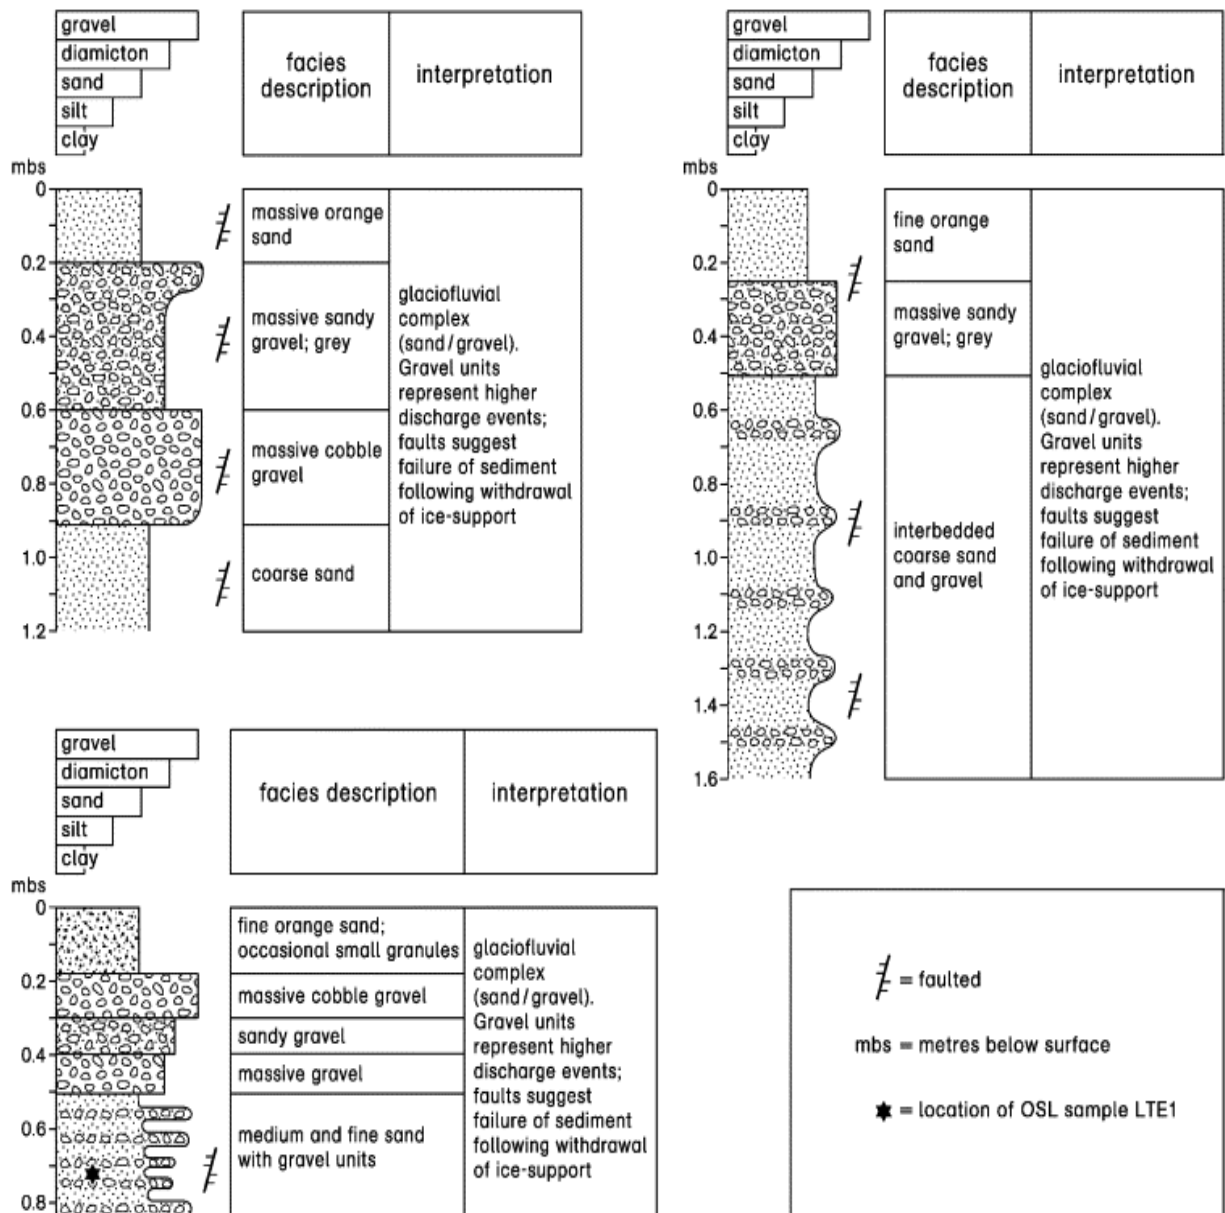 gravel
diamicton
sand
silt
clay
facies
description
interpretation
mbs
0
0.2
0.4
0.6
0.8
1.0
1.2
massive orange
sand
massive sandy
gravel; grey
massive cobble
gravel
coarse sand
glaciofluvial
complex
(sand/gravel).
Gravel units
represent higher
discharge events;
faults suggest
failure of sediment
following withdrawal
of ice-support
gravel
diamicton
sand
silt
clay
facies
description
interpretation
mbs
0
0.2
0.4
0.6
0.8
1.0
1.2
1.4
1.6
fine orange
sand
massive sandy
gravel; grey
interbedded
coarse sand
and gravel
glaciofluvial
complex
(sand/gravel).
Gravel units
represent higher
discharge events;
faults suggest
failure of sediment
following withdrawal
of ice-support
gravel
diamicton
sand
silt
clay
facies description
interpretation
mbs
0
0.2
0.4
0.6
0.8
fine orange sand;
occasional small granules
massive cobble gravel
sandy gravel
massive gravel
medium and fine sand
with gravel units
glaciofluvial
complex
(sand/gravel).
Gravel units
represent higher
discharge events;
faults suggest
failure of sediment
following withdrawal
of ice-support
= faulted
mbs = metres below surface
= location of OSL sample LTE1